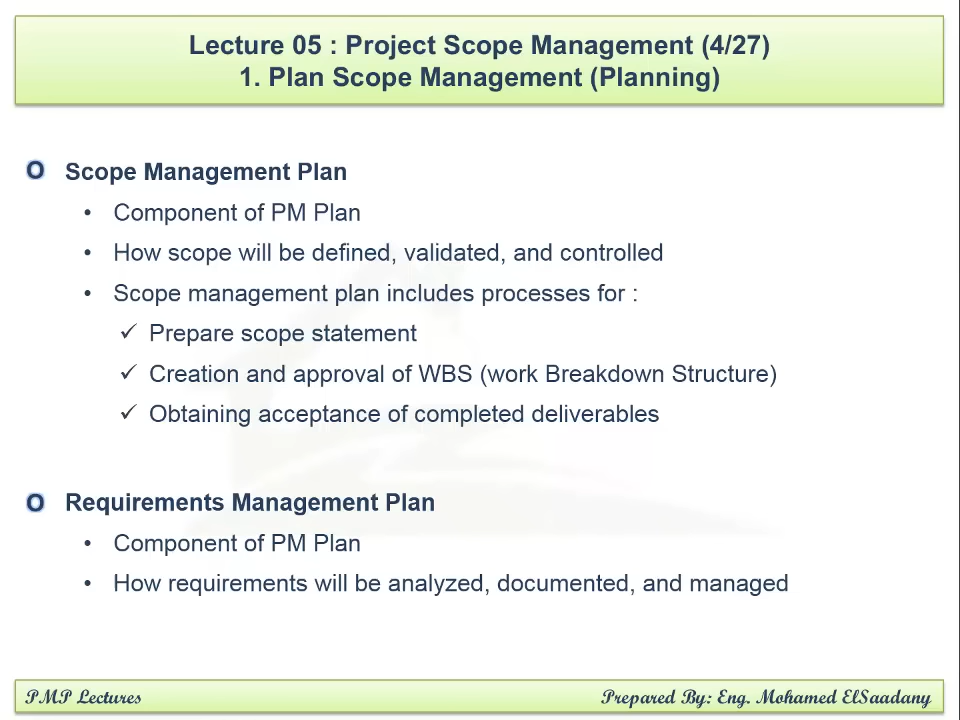 Lecture 05 : Project Scope Management (4/27)
1. Plan Scope Management (Planning)
o Scope Management Plan
• Component of PM Plan
• How scope will be defined, validated, and controlled
• Scope management plan includes processes for :
✓ Prepare scope statement
✓ Creation and approval of WBS (work Breakdown Structure)
✓ Obtaining acceptance of completed deliverables
o Requirements Management Plan
• Component of PM Plan
• How requirements will be analyzed, documented, and managed
PMP Lectures
Prepared By: Eng. Mohamed ElSaadany